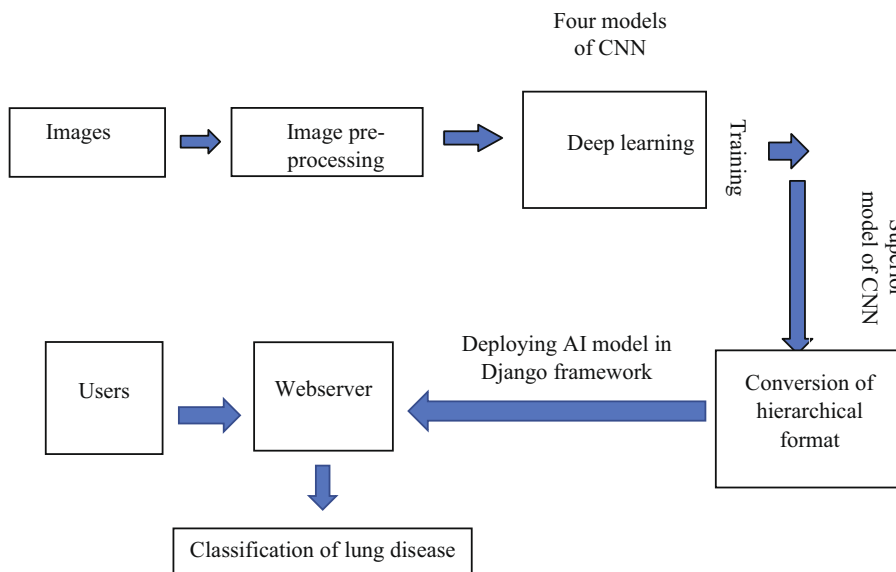 Four models
of CNN
Images
Image pre-
processing
Deep learning
Training
Superior
model of CNN
Deploying AI model in
Django framework
Users
Webserver
Conversion of
hierarchical
format
Classification of lung disease